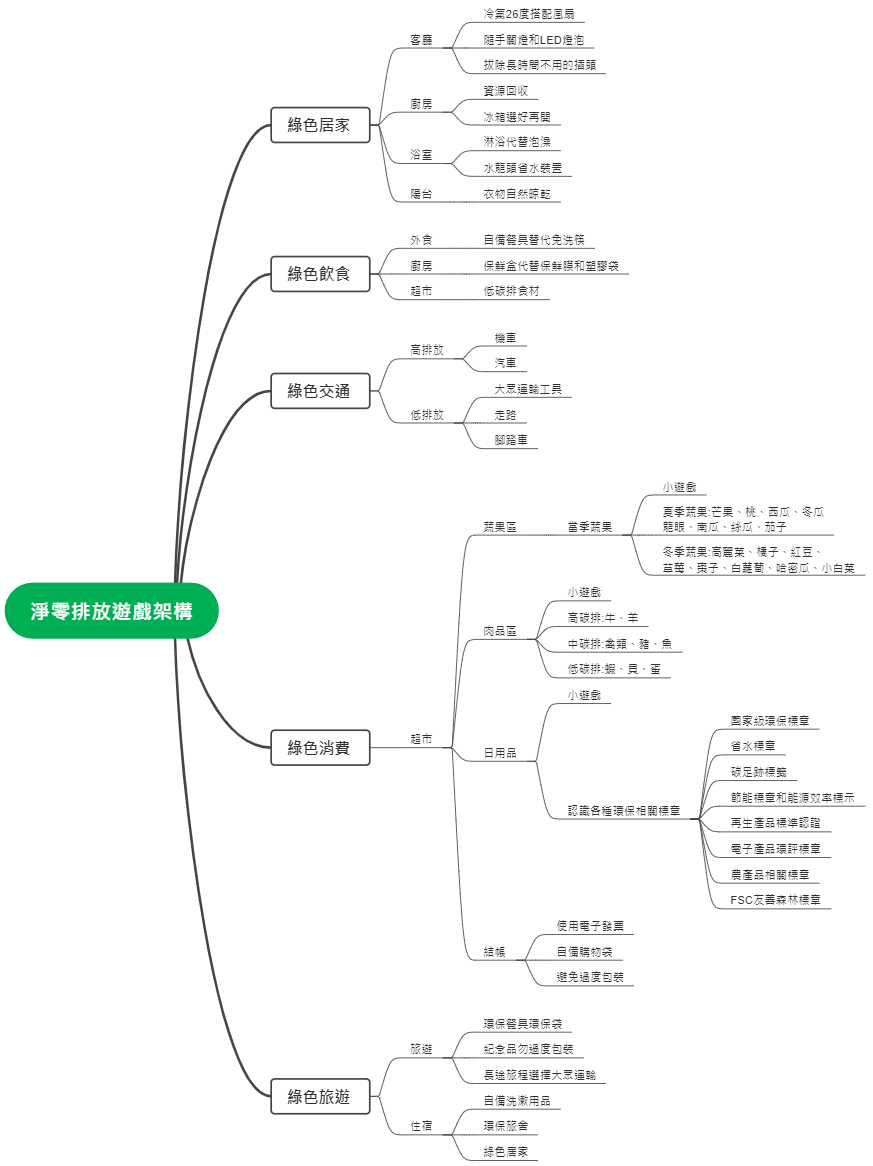 淨零排放遊戲架構
綠色居家
客廳
冷氣26度搭配風扇
隨手關燈和LED燈泡
拔除長時間不用的插頭
廚房
資源回收
冰箱選好再開
浴室
淋浴代替泡澡
水龍頭省水裝置
陽台
衣物自然晾乾
綠色飲食
外食
自備餐具替代免洗筷
廚房
保鮮盒代替保鮮膜和塑膠袋
超市
低碳排食材
綠色交通
高排放
機車
汽車
低排放
大眾運輸工具
走路
腳踏車
綠色消費
超市
蔬果區
當季蔬果
小遊戲
夏季蔬果:芒果、桃、西瓜、冬瓜
龍眼、南瓜、絲瓜、茄子
冬季蔬果:高麗菜、橘子、紅豆、
草莓、棗子、白蘿蔔、哈密瓜、小白菜
肉品區
小遊戲
高碳排:牛、羊
中碳排:禽類、豬、魚
低碳排:蝦、貝、蛋
日用品
小遊戲
認識各種環保相關標章
國家級環保標章
省水標章
碳足跡標籤
節能標章和能源效率標示
再生產品標準認證
電子產品環評標章
農產品相關標章
FSC友善森林標章
結帳
使用電子發票
自備購物袋
避免過度包裝
綠色旅遊
旅遊
環保餐具環保袋
紀念品勿過度包裝
長途旅程選擇大眾運輸
住宿
自備洗漱用品
環保旅舍
綠色居家